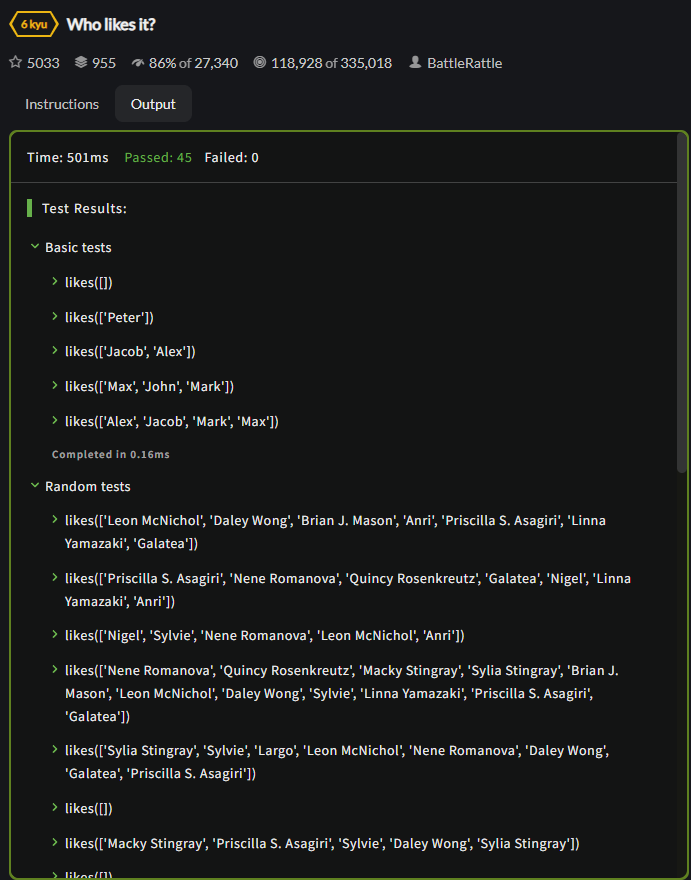 6 kyu Who likes it?
5033 955 86% of 27,340 118,928 of 335,018 BattleRattle
Instructions Output
Time: 501ms Passed: 45 Failed: 0
Test Results:
Basic tests
likes([])
likes(['Peter'])
likes(['Jacob', 'Alex'])
likes(['Max', 'John', 'Mark'])
likes(['Alex', 'Jacob', 'Mark', 'Max'])
Completed in 0.16ms
Random tests
likes(['Leon McNichol', 'Daley Wong', 'Brian J. Mason', 'Anri', 'Priscilla S. Asagiri', 'Linna
Yamazaki', 'Galatea'])
likes(['Priscilla S. Asagiri', 'Nene Romanova', 'Quincy Rosenkreutz', 'Galatea', 'Nigel', 'Linna
Yamazaki', 'Anri'])
likes(['Nigel', 'Sylvie', 'Nene Romanova', 'Leon McNichol', 'Anri'])
likes(['Nene Romanova', 'Quincy Rosenkreutz', 'Macky Stingray', 'Sylia Stingray', 'Brian J.
Mason', 'Leon McNichol', 'Daley Wong', 'Sylvie', 'Linna Yamazaki', 'Priscilla S. Asagiri',
'Galatea'])
likes(['Sylia Stingray', 'Sylvie', 'Largo', 'Leon McNichol', 'Nene Romanova', 'Daley Wong',
'Galatea', 'Priscilla S. Asagiri'])
likes([])
likes(['Macky Stingray', 'Priscilla S. Asagiri', 'Sylvie', 'Daley Wong', 'Sylia Stingray'])
likes([])